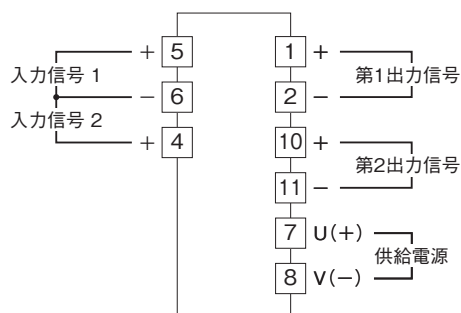 入力信号 1
+ 5
− 6
入力信号 2
+ 4
1 +
第1出力信号
2 −
10 +
第2出力信号
11 −
7 U(+)
供給電源
8 V(−)